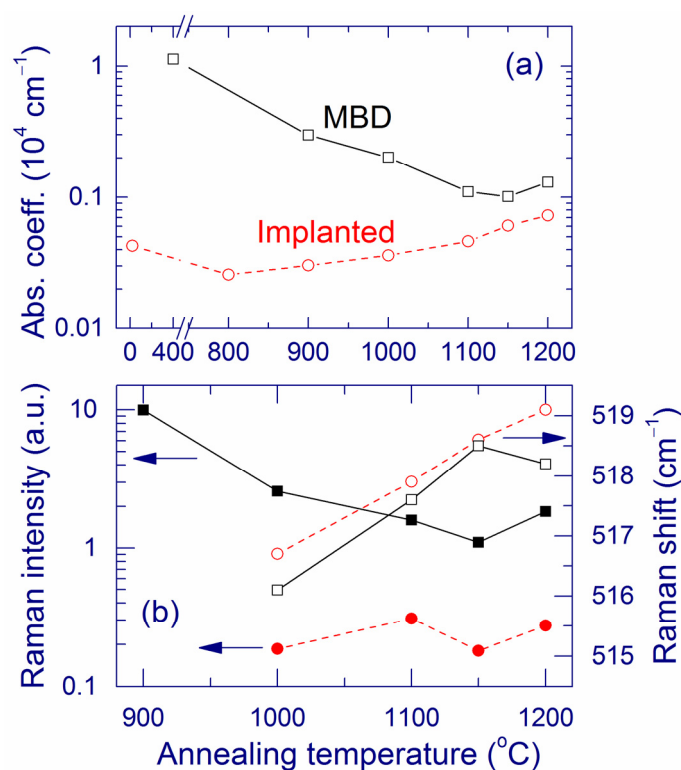 (a)
MBD
Implanted
Abs. coeff. (10⁴ cm⁻¹)
1
0.1
0.01
0 400 800 900 1000 1100 1200
(b)
Raman intensity (a.u.)
10
1
0.1
Raman shift (cm⁻¹)
519
518
517
516
515
900 1000 1100 1200
Annealing temperature (°C)